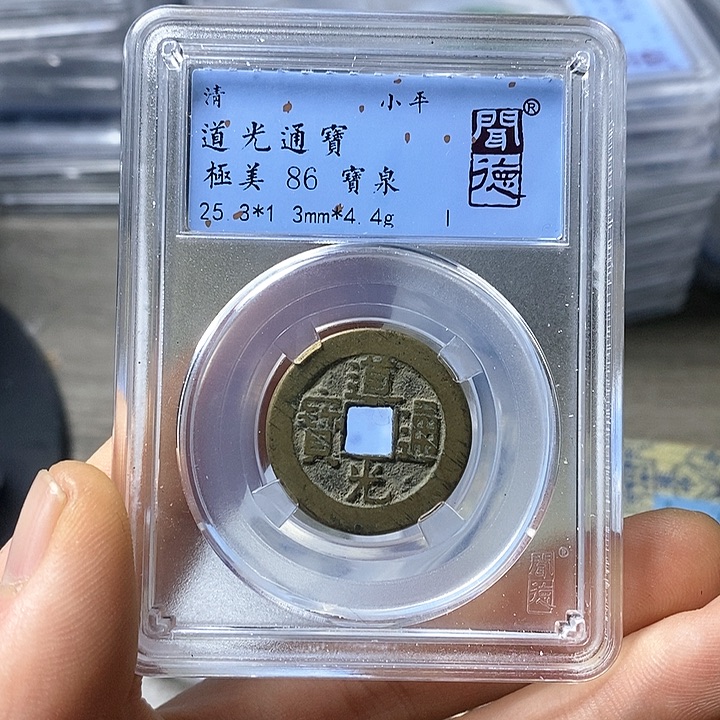 清 小平
道光通寶
極美 86 寶泉
25.3*1 3mm*4.4g
聞德®
道光通寶
聞德®